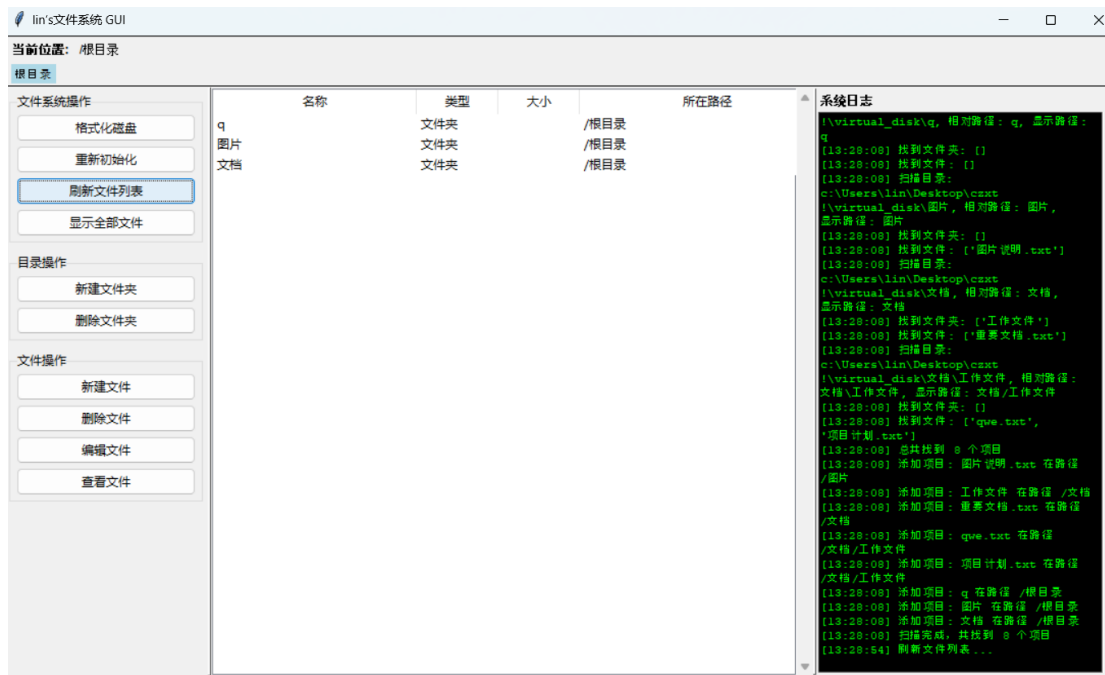 lin's文件系统 GUI
当前位置: /根目录
根目录
文件系统操作
格式化磁盘
重新初始化
刷新文件列表
显示全部文件
目录操作
新建文件夹
删除文件夹
文件操作
新建文件
删除文件
编辑文件
查看文件
名称 类型 大小 所在路径
q 文件夹 /根目录
图片 文件夹 /根目录
文档 文件夹 /根目录
系统日志
!\virtual_disk\q, 相对路径: q, 显示路径:
q
[13:28:08] 找到文件夹: []
[13:28:08] 找到文件: []
[13:28:08] 扫描目录:
c:\Users\lin\Desktop\czxt
!\virtual_disk\图片, 相对路径: 图片,
显示路径: 图片
[13:28:08] 找到文件夹: []
[13:28:08] 找到文件: ['图片说明.txt']
[13:28:08] 扫描目录:
c:\Users\lin\Desktop\czxt
!\virtual_disk\文档, 相对路径: 文档,
显示路径: 文档
[13:28:08] 找到文件夹: ['工作文件']
[13:28:08] 找到文件: ['重要文档.txt']
[13:28:08] 扫描目录:
c:\Users\lin\Desktop\czxt
!\virtual_disk\文档\工作文件, 相对路径:
文档\工作文件, 显示路径: 文档/工作文件
[13:28:08] 找到文件夹: []
[13:28:08] 找到文件: ['qwe.txt',
'项目计划.txt']
[13:28:08] 总共找到 8 个项目
[13:28:08] 添加项目: 图片说明.txt 在路径
/图片
[13:28:08] 添加项目: 工作文件 在路径 /文档
[13:28:08] 添加项目: 重要文档.txt 在路径
/文档
[13:28:08] 添加项目: qwe.txt 在路径
/文档/工作文件
[13:28:08] 添加项目: 项目计划.txt 在路径
/文档/工作文件
[13:28:08] 添加项目: q 在路径 /根目录
[13:28:08] 添加项目: 图片 在路径 /根目录
[13:28:08] 添加项目: 文档 在路径 /根目录
[13:28:08] 扫描完成，共找到 8 个项目
[13:28:54] 刷新文件列表...